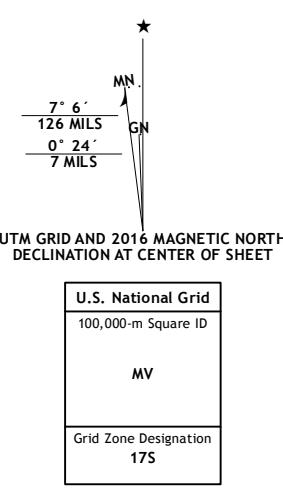 ★
MN
7° 6´
126 MILS
GN
0° 24´
7 MILS
UTM GRID AND 2016 MAGNETIC NORTH
DECLINATION AT CENTER OF SHEET
U.S. National Grid
100,000-m Square ID
MV
Grid Zone Designation
17S